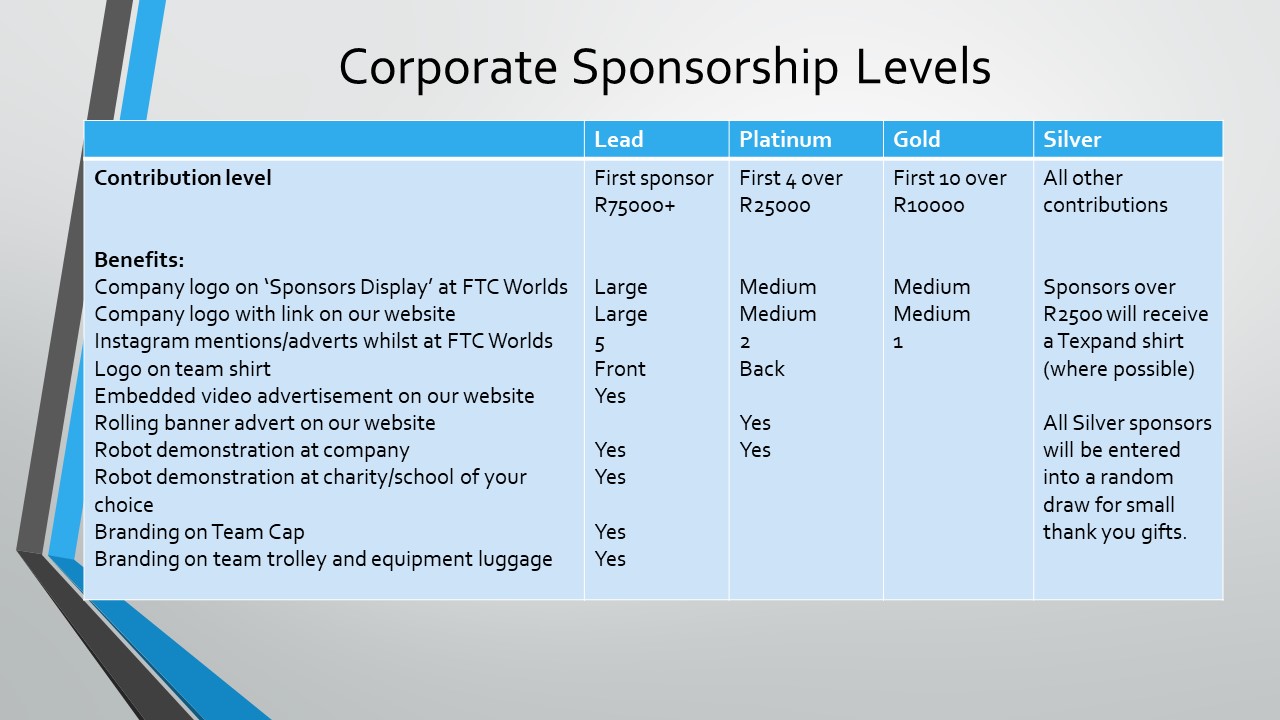 Corporate Sponsorship Levels
Lead Platinum Gold Silver
Contribution level First sponsor First 4 over First 10 over All other
R75000+ R25000 R10000 contributions
Benefits:
Company logo on ‘Sponsors Display’ at FTC Worlds Large Medium Medium Sponsors over
Company logo with link on our website Large Medium Medium R2500 will receive
Instagram mentions/adverts whilst at FTC Worlds 5 2 1 a Texpand shirt
Logo on team shirt Front Back (where possible)
Embedded video advertisement on our website Yes
Rolling banner advert on our website Yes All Silver sponsors
Robot demonstration at company Yes Yes will be entered
Robot demonstration at charity/school of your Yes into a random
choice draw for small
Branding on Team Cap Yes thank you gifts.
Branding on team trolley and equipment luggage Yes